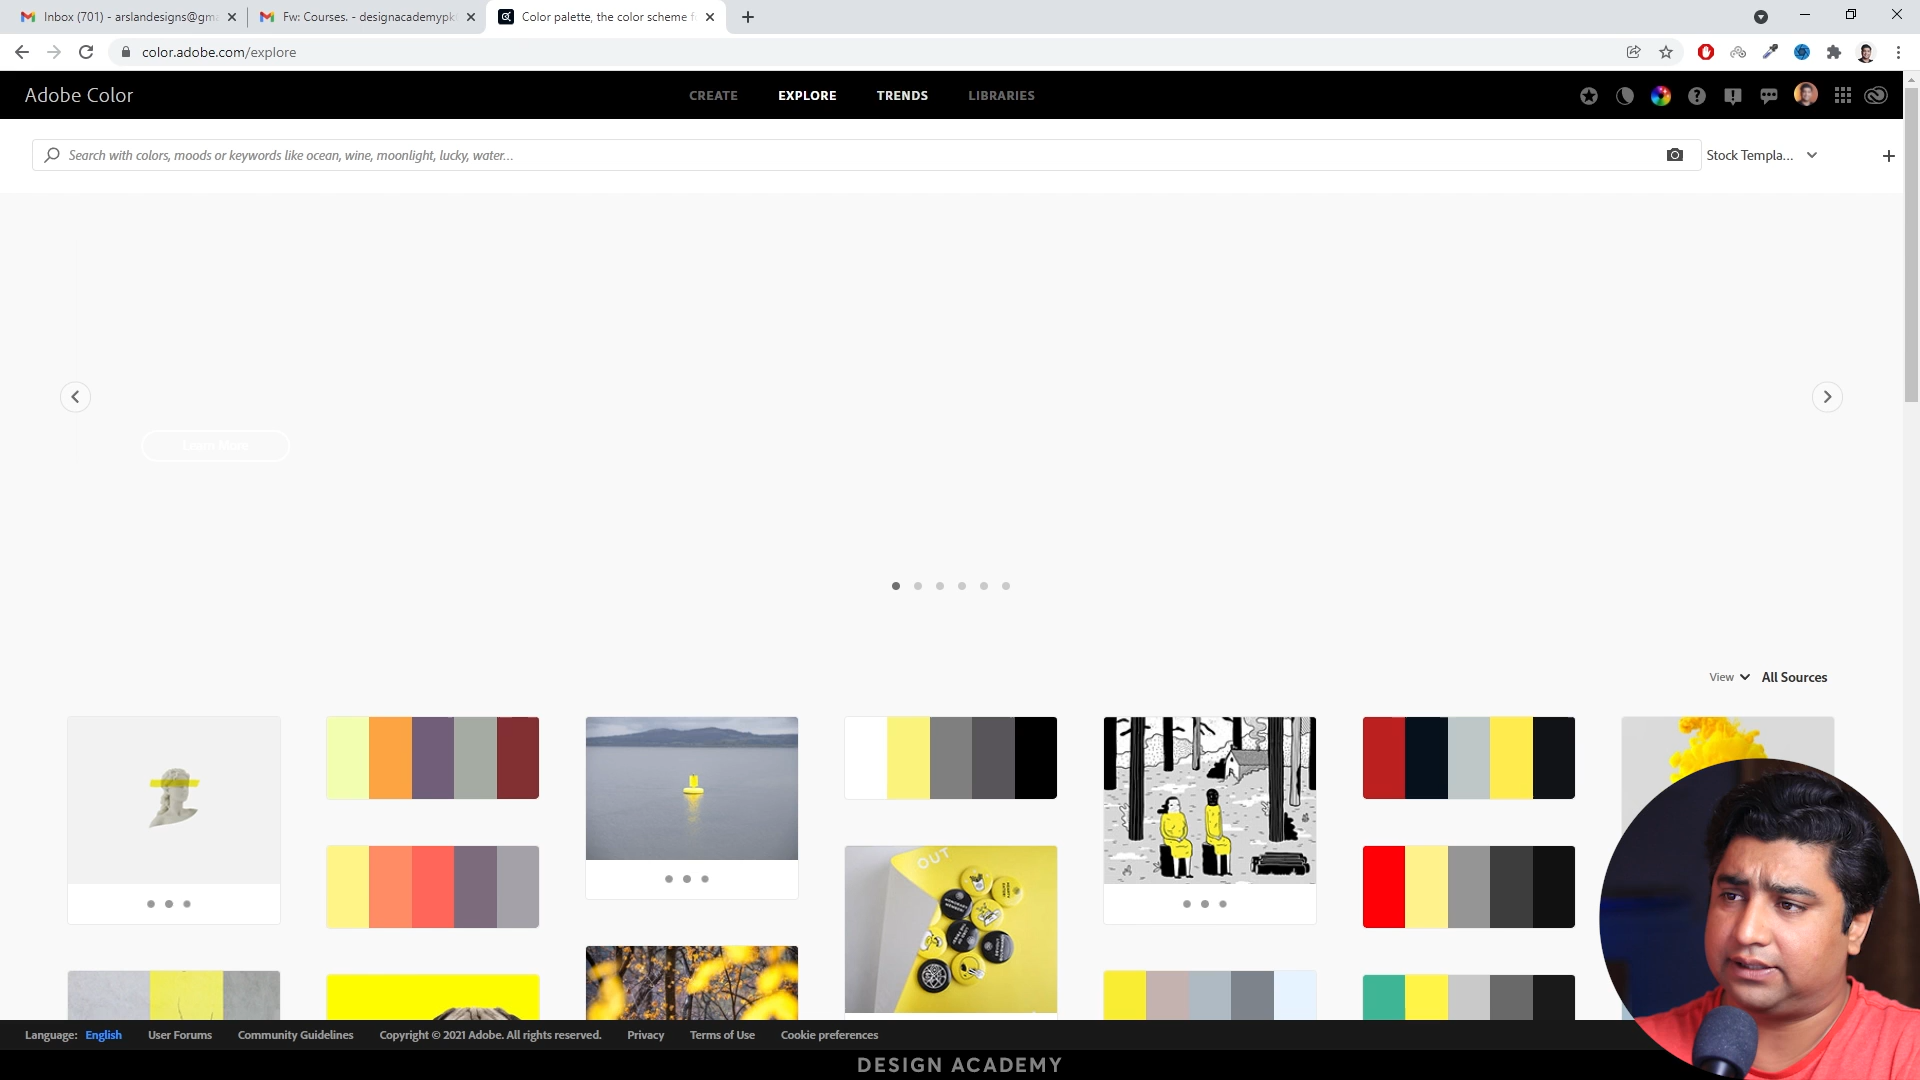 Inbox (701) - arslandesigns@gma
Fw: Courses. - designacademypk
Color palette, the color scheme f
color.adobe.com/explore
Adobe Color
CREATE
EXPLORE
TRENDS
LIBRARIES
Search with colors, moods or keywords like ocean, wine, moonlight, lucky, water...
Stock Templa...
Learn More
View
All Sources
OUT
Language: English
User Forums
Community Guidelines
Copyright © 2021 Adobe. All rights reserved.
Privacy
Terms of Use
Cookie preferences
DESIGN ACADEMY